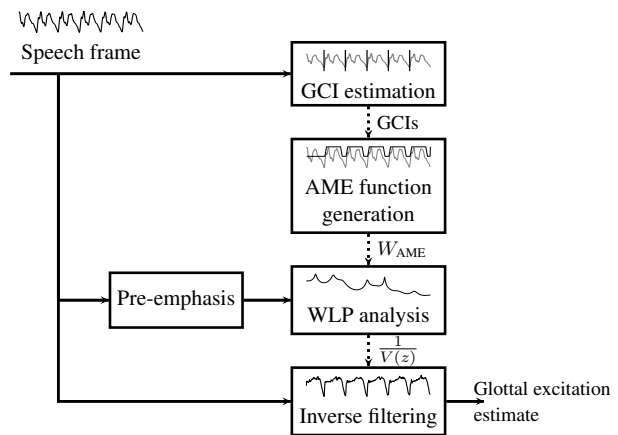 Speech frame
GCI estimation
GCIs
AME function
generation
W_AME
Pre-emphasis
WLP analysis
1/V(z)
Inverse filtering
Glottal excitation
estimate